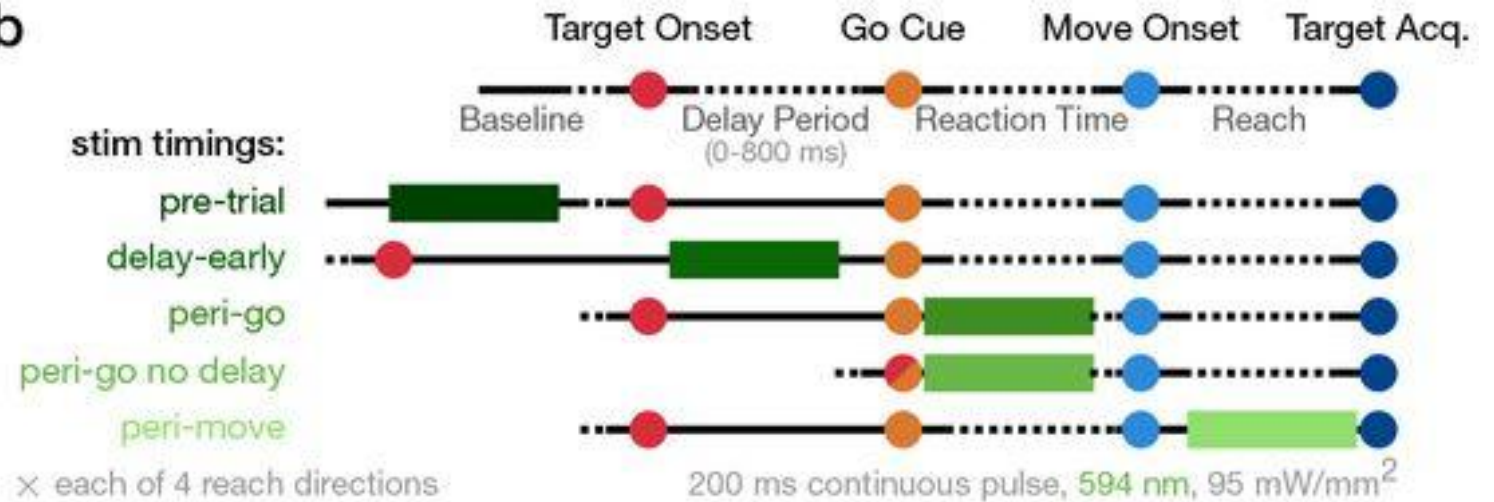 b
Target Onset Go Cue Move Onset Target Acq.
Baseline Delay Period Reaction Time Reach
(0-800 ms)
stim timings:
pre-trial
delay-early
peri-go
peri-go no delay
peri-move
× each of 4 reach directions 200 ms continuous pulse, 594 nm, 95 mW/mm²